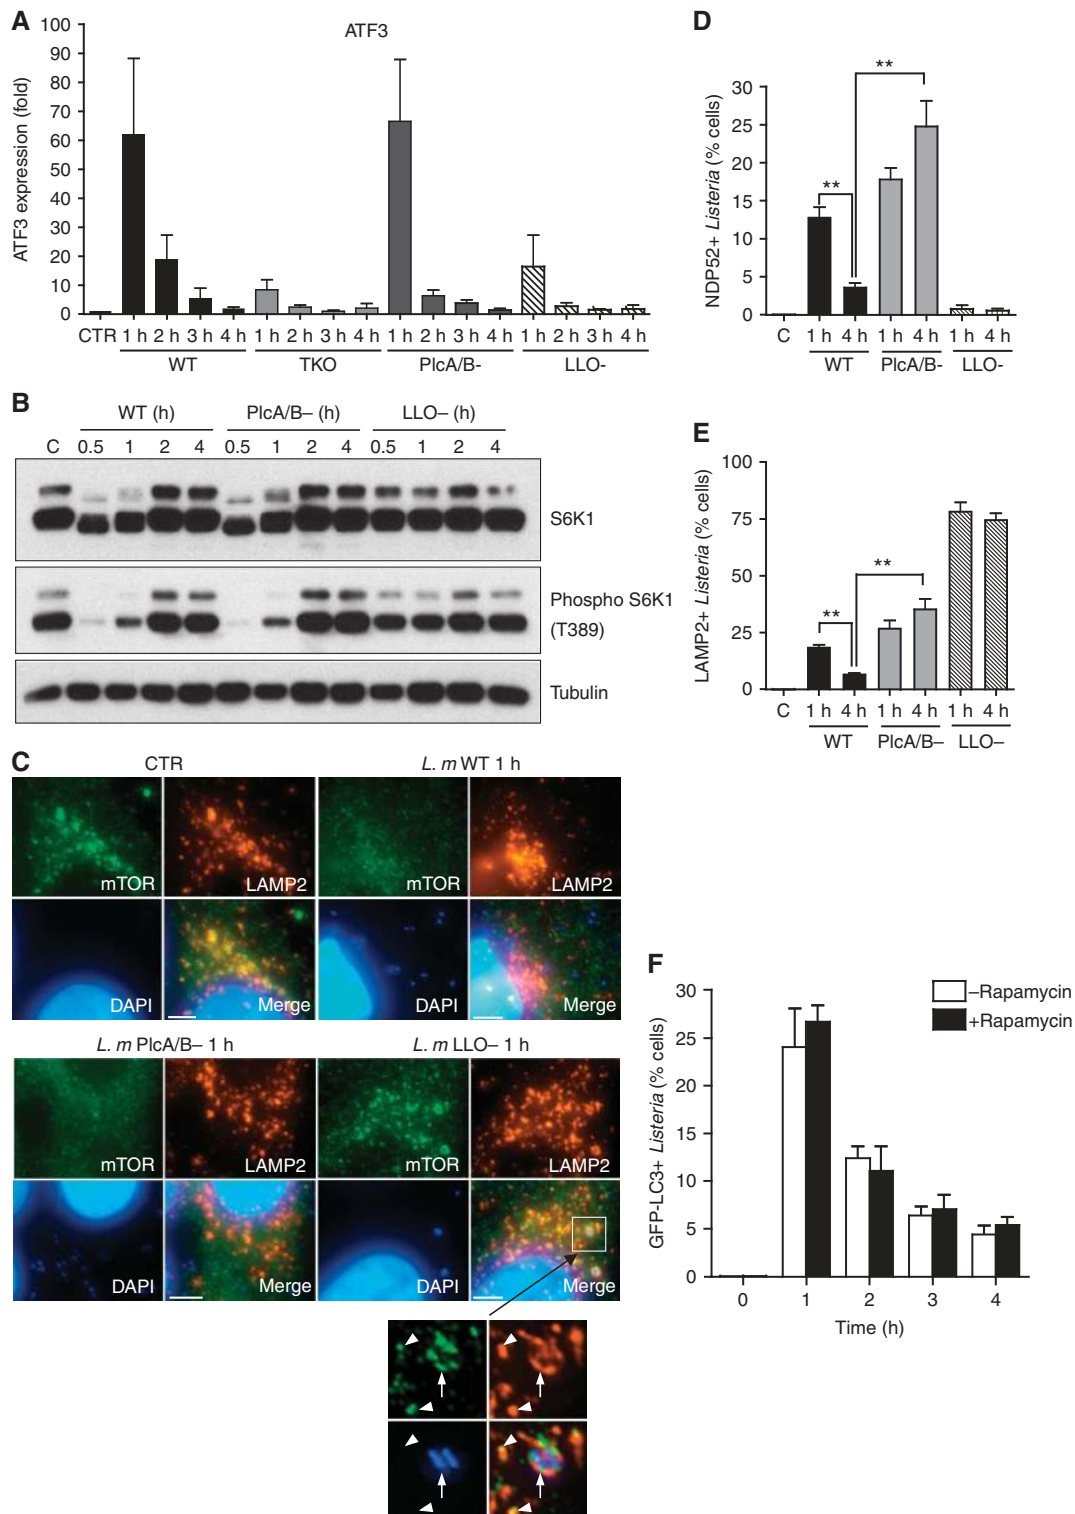 A
ATF3
ATF3 expression (fold)
100
90
80
70
60
50
40
30
20
10
0
CTR 1 h 2 h 3 h 4 h 1 h 2 h 3 h 4 h 1 h 2 h 3 h 4 h 1 h 2 h 3 h 4 h
WT TKO PlcA/B- LLO-
B
WT (h) PlcA/B– (h) LLO– (h)
C 0.5 1 2 4 0.5 1 2 4 0.5 1 2 4
S6K1
Phospho S6K1
(T389)
Tubulin
C
CTR L. m WT 1 h
mTOR LAMP2 mTOR LAMP2
DAPI Merge DAPI Merge
L. m PlcA/B– 1 h L. m LLO– 1 h
mTOR LAMP2 mTOR LAMP2
DAPI Merge DAPI Merge
D
NDP52+ Listeria (% cells)
30
25
20
15
10
5
0
**
**
C 1 h 4 h 1 h 4 h 1 h 4 h
WT PlcA/B- LLO-
E
LAMP2+ Listeria (% cells)
100
75
50
25
0
**
**
C 1 h 4 h 1 h 4 h 1 h 4 h
WT PlcA/B– LLO–
F
GFP-LC3+ Listeria (% cells)
30
25
20
15
10
5
0
–Rapamycin
+Rapamycin
0 1 2 3 4
Time (h)